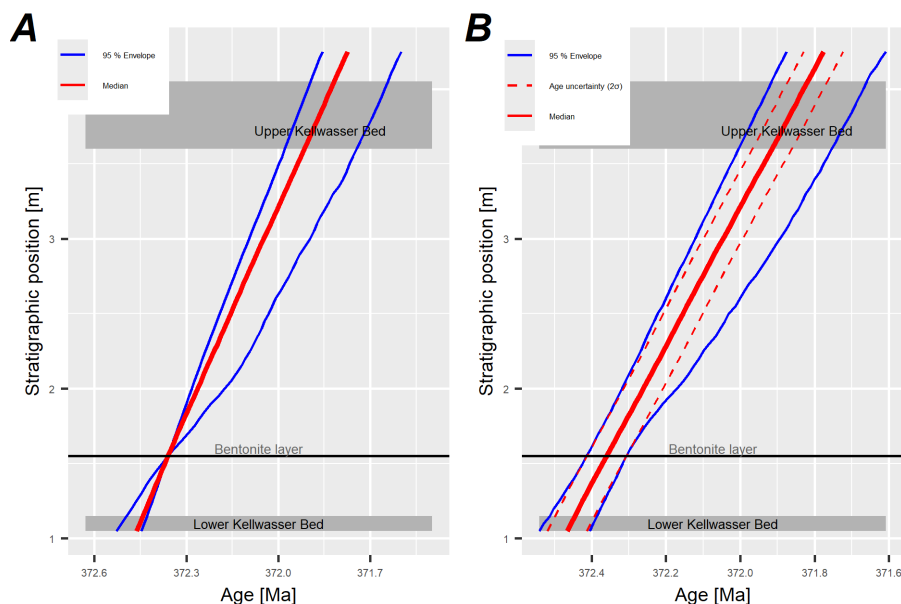 A
95 % Envelope
Median
Upper Kellwasser Bed
Bentonite layer
Lower Kellwasser Bed
Stratigraphic position [m]
3
2
1
372.6
372.3
372.0
371.7
Age [Ma]
B
95 % Envelope
Age uncertainty (2σ)
Median
Upper Kellwasser Bed
Bentonite layer
Lower Kellwasser Bed
Stratigraphic position [m]
3
2
1
372.4
372.2
372.0
371.8
371.6
Age [Ma]